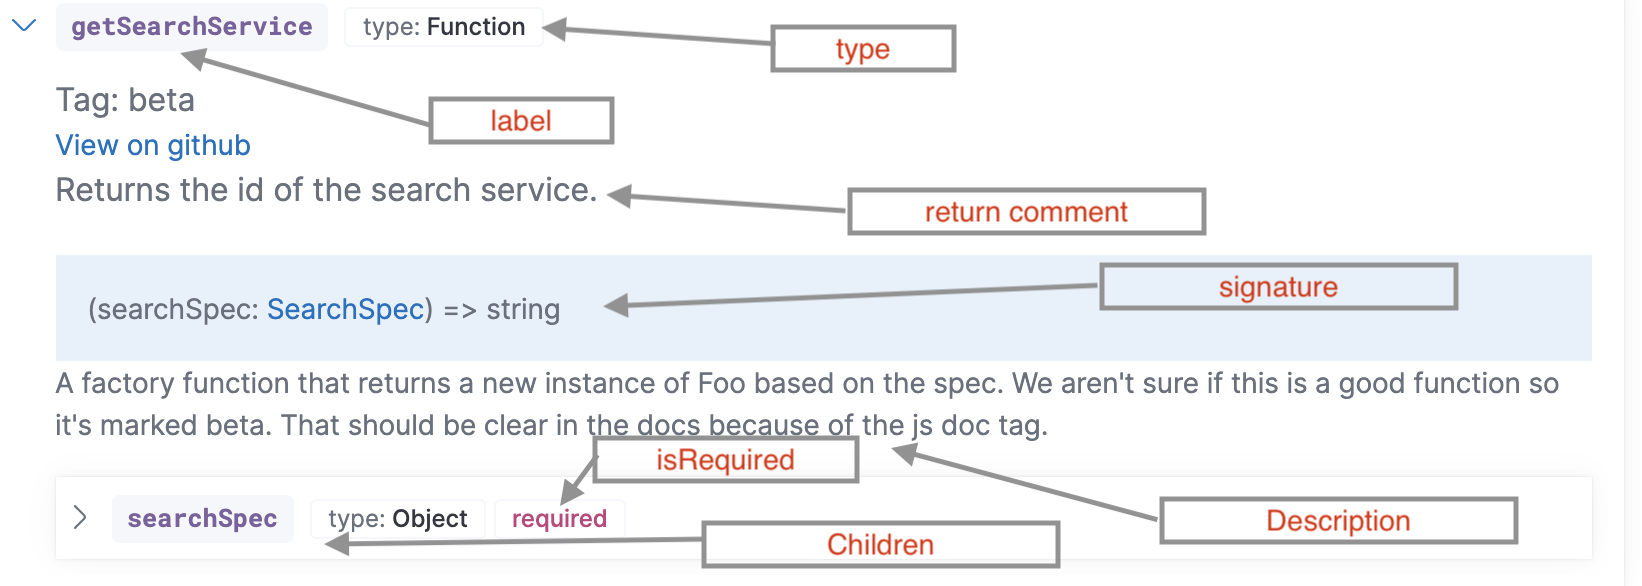 getSearchService type: Function
type
Tag: beta
label
View on github
Returns the id of the search service.
return comment
signature
(searchSpec: SearchSpec) => string
A factory function that returns a new instance of Foo based on the spec. We aren't sure if this is a good function so
it's marked beta. That should be clear in the docs because of the js doc tag.
isRequired
searchSpec type: Object required
Description
Children